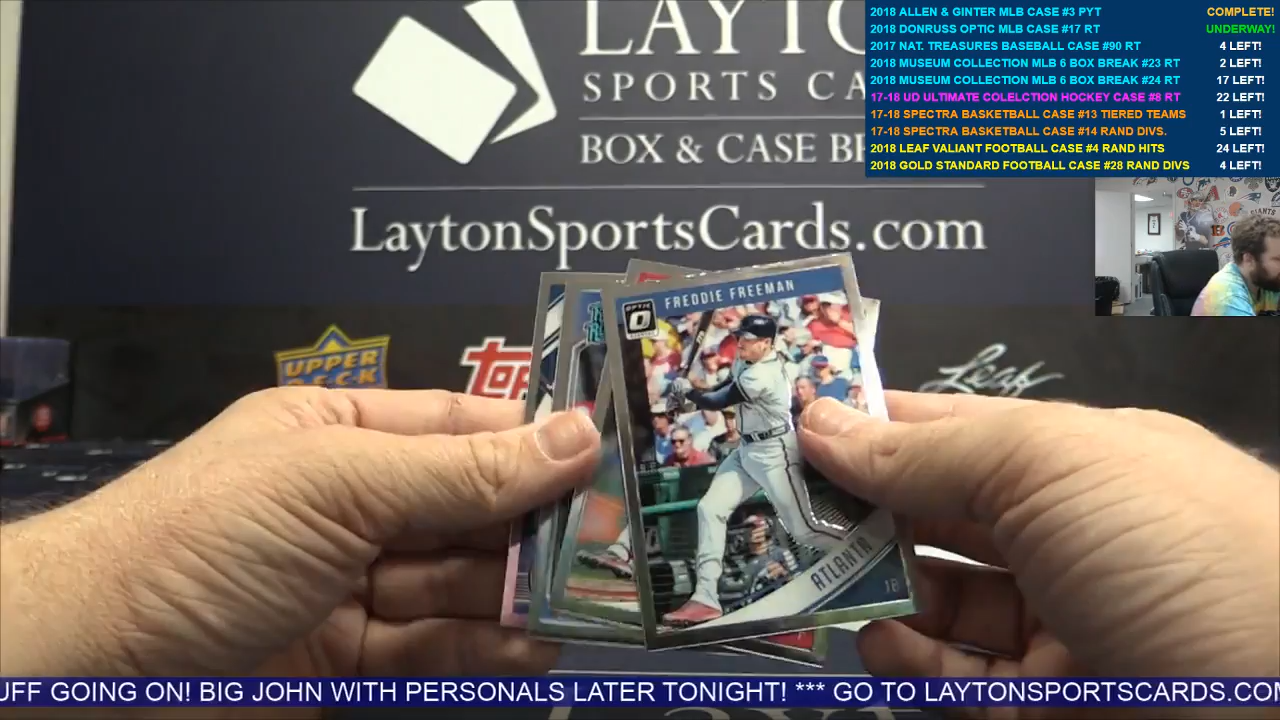 LAYTO
SPORTS CA
BOX & CASE BR
LaytonSportsCards.com
2018 ALLEN & GINTER MLB CASE #3 PYT COMPLETE!
2018 DONRUSS OPTIC MLB CASE #17 RT UNDERWAY!
2017 NAT. TREASURES BASEBALL CASE #90 RT 4 LEFT!
2018 MUSEUM COLLECTION MLB 6 BOX BREAK #23 RT 2 LEFT!
2018 MUSEUM COLLECTION MLB 6 BOX BREAK #24 RT 17 LEFT!
17-18 UD ULTIMATE COLELCTION HOCKEY CASE #8 RT 22 LEFT!
17-18 SPECTRA BASKETBALL CASE #13 TIERED TEAMS 1 LEFT!
17-18 SPECTRA BASKETBALL CASE #14 RAND DIVS. 5 LEFT!
2018 LEAF VALIANT FOOTBALL CASE #4 RAND HITS 24 LEFT!
2018 GOLD STANDARD FOOTBALL CASE #28 RAND DIVS 4 LEFT!
UPPER
DECK
TOP
Leaf
OPTIC
FREDDIE FREEMAN
ATLANTA
1B
UFF GOING ON! BIG JOHN WITH PERSONALS LATER TONIGHT! *** GO TO LAYTONSPORTSCARDS.COM